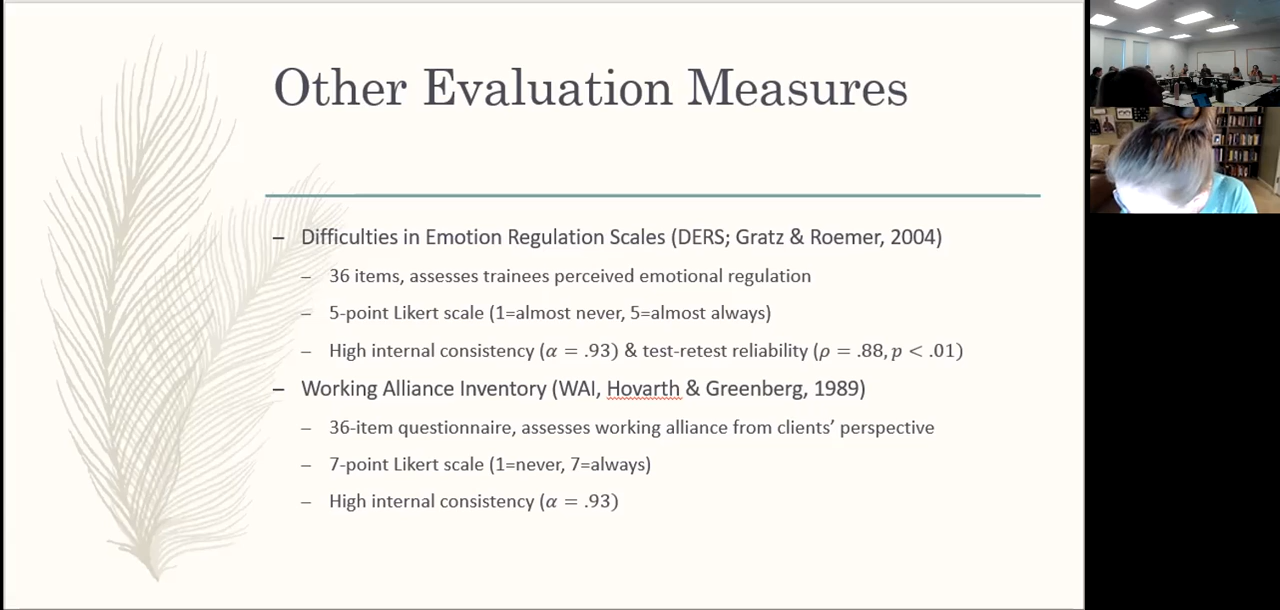 Other Evaluation Measures
– Difficulties in Emotion Regulation Scales (DERS; Gratz & Roemer, 2004)
– 36 items, assesses trainees perceived emotional regulation
– 5-point Likert scale (1=almost never, 5=almost always)
– High internal consistency (α = .93) & test-retest reliability (ρ = .88, p < .01)
– Working Alliance Inventory (WAI, Hovarth & Greenberg, 1989)
– 36-item questionnaire, assesses working alliance from clients’ perspective
– 7-point Likert scale (1=never, 7=always)
– High internal consistency (α = .93)